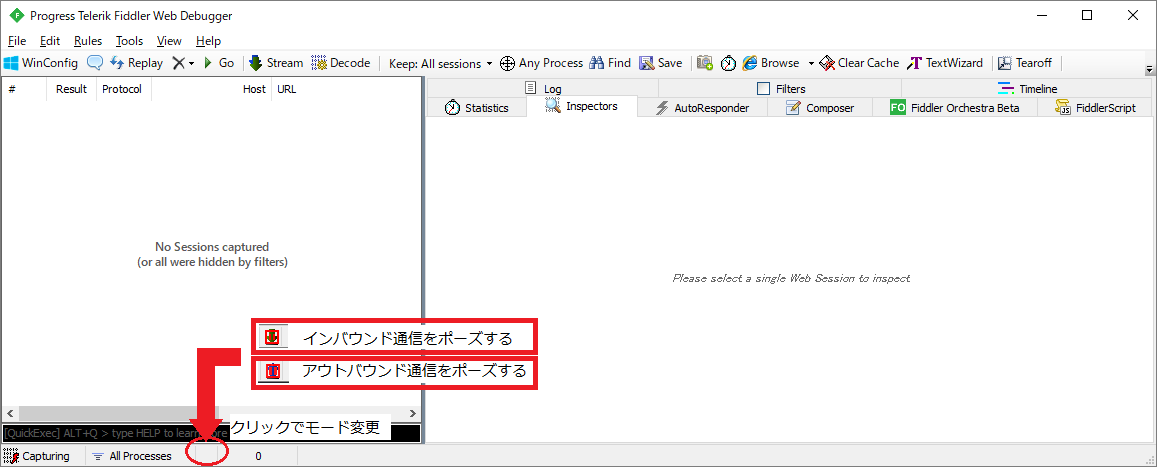 Progress Telerik Fiddler Web Debugger
File Edit Rules Tools View Help
WinConfig Replay Go Stream Decode Keep: All sessions Any Process Find Save Browse Clear Cache TextWizard Tearoff
# Result Protocol Host URL
Log Filters Timeline
Statistics Inspectors AutoResponder Composer FO Fiddler Orchestra Beta FiddlerScript
No Sessions captured
(or all were hidden by filters)
Please select a single Web Session to inspect
インバウンド通信をポーズする
アウトバウンド通信をポーズする
クリックでモード変更
[QuickExec] ALT+Q > type HELP to learn more
Capturing All Processes 0